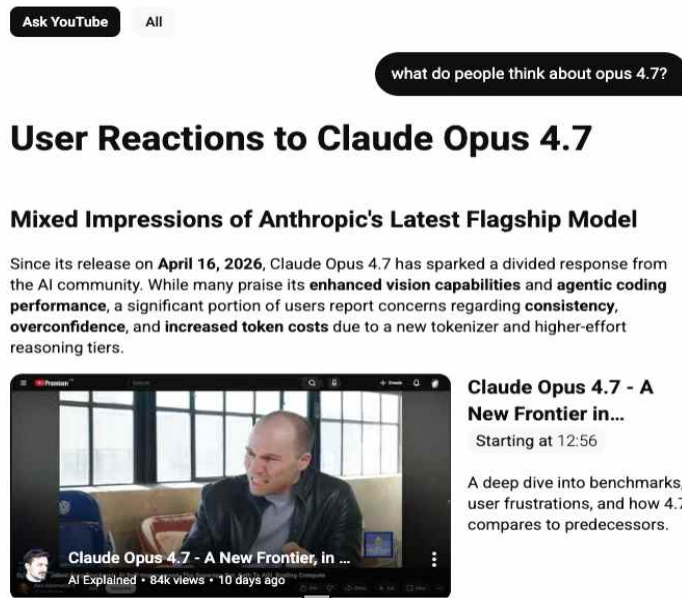 Ask YouTube
All
what do people think about opus 4.7?
User Reactions to Claude Opus 4.7
Mixed Impressions of Anthropic's Latest Flagship Model
Since its release on April 16, 2026, Claude Opus 4.7 has sparked a divided response from
the AI community. While many praise its enhanced vision capabilities and agentic coding
performance, a significant portion of users report concerns regarding consistency,
overconfidence, and increased token costs due to a new tokenizer and higher-effort
reasoning tiers.
Premium
Create
Claude Opus 4.7 - A New Frontier, in ...
AI Explained • 84k views • 10 days ago
Claude Opus 4.7 - A
New Frontier in...
Starting at 12:56
A deep dive into benchmarks,
user frustrations, and how 4.7
compares to predecessors.